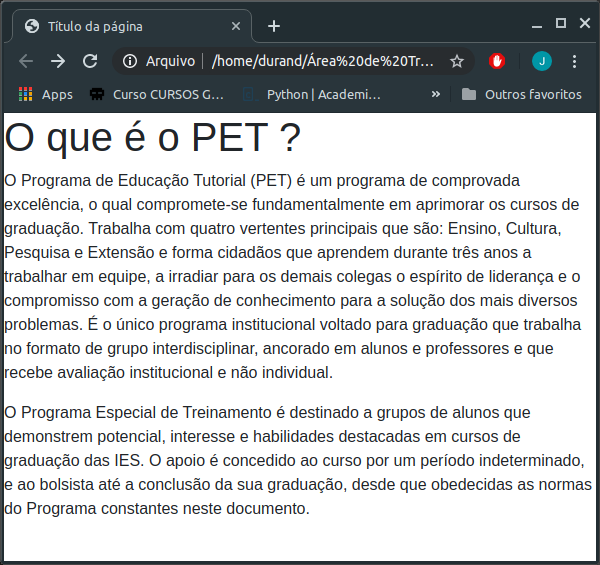 Título da página
Arquivo | /home/durand/Área%20de%20Tr...
J
Apps
Curso CURSOS G...
Python | Academi...
»
Outros favoritos
O que é o PET ?
O Programa de Educação Tutorial (PET) é um programa de comprovada
excelência, o qual compromete-se fundamentalmente em aprimorar os cursos de
graduação. Trabalha com quatro vertentes principais que são: Ensino, Cultura,
Pesquisa e Extensão e forma cidadãos que aprendem durante três anos a
trabalhar em equipe, a irradiar para os demais colegas o espírito de liderança e o
compromisso com a geração de conhecimento para a solução dos mais diversos
problemas. É o único programa institucional voltado para graduação que trabalha
no formato de grupo interdisciplinar, ancorado em alunos e professores e que
recebe avaliação institucional e não individual.
O Programa Especial de Treinamento é destinado a grupos de alunos que
demonstrem potencial, interesse e habilidades destacadas em cursos de
graduação das IES. O apoio é concedido ao curso por um período indeterminado,
e ao bolsista até a conclusão da sua graduação, desde que obedecidas as normas
do Programa constantes neste documento.